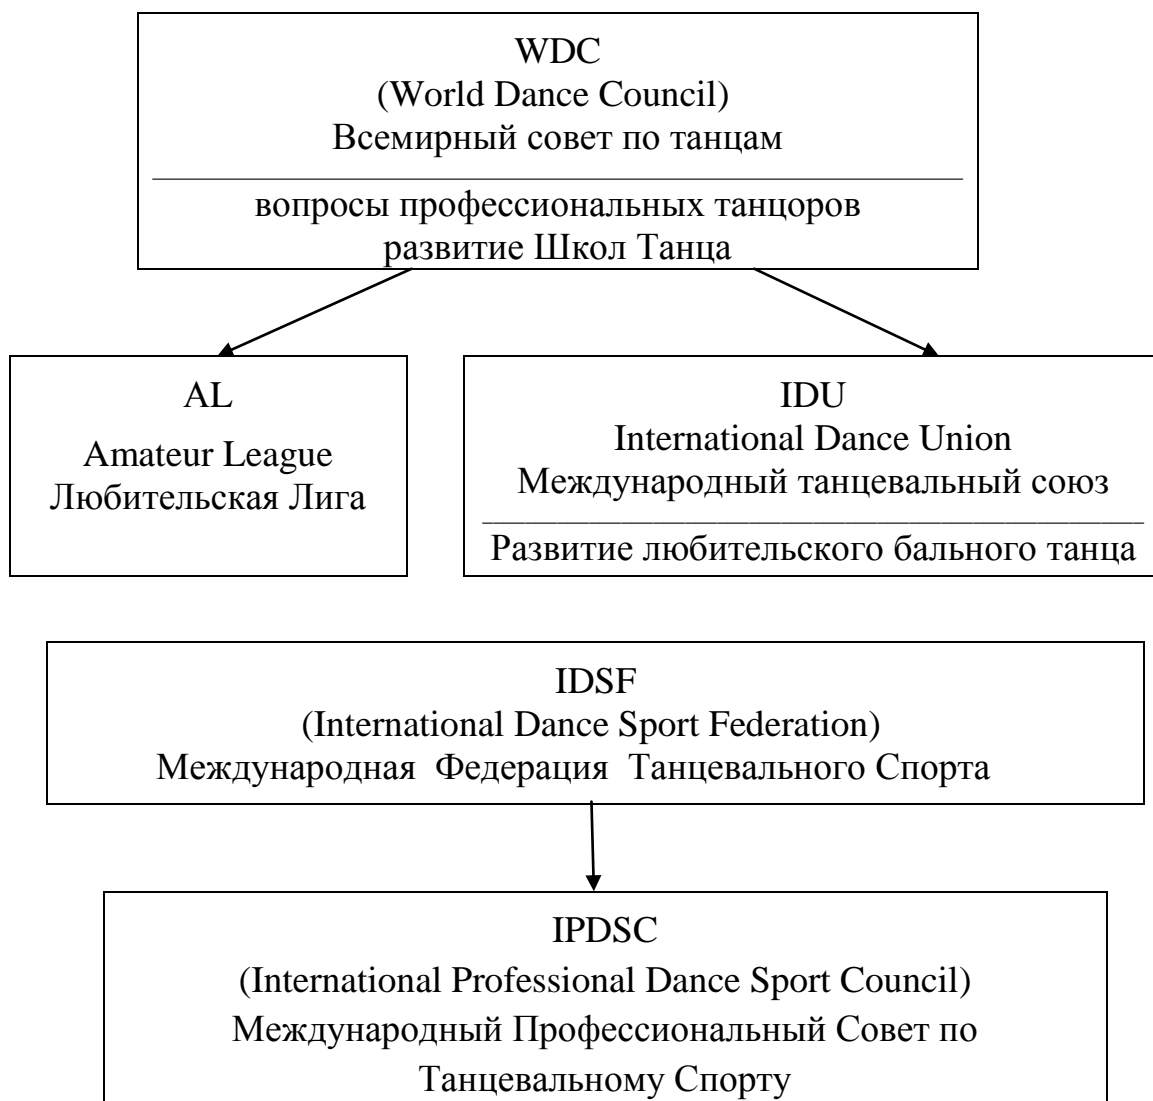 WDC
(World Dance Council)
Всемирный совет по танцам
вопросы профессиональных танцоров
развитие Школ Танца
AL
Amateur League
Любительская Лига
IDU
International Dance Union
Международный танцевальный союз
Развитие любительского бального танца
IDSF
(International Dance Sport Federation)
Международная Федерация Танцевального Спорта
IPDSC
(International Professional Dance Sport Council)
Международный Профессиональный Совет по
Танцевальному Спорту